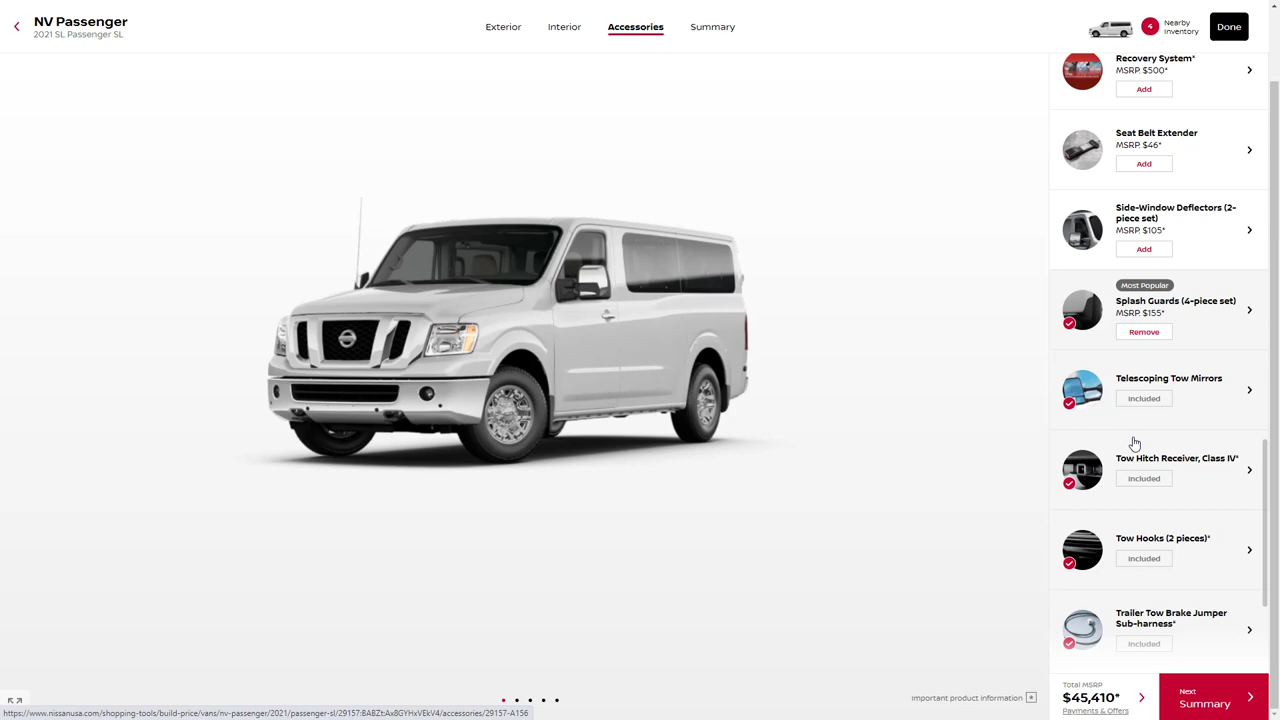 NV Passenger
2021 SL Passenger SL
Exterior
Interior
Accessories
Summary
4
Nearby
Inventory
Done
Recovery System*
MSRP. $500*
Add
Seat Belt Extender
MSRP. $46*
Add
Side-Window Deflectors (2-
piece set)
MSRP. $105*
Add
Most Popular
Splash Guards (4-piece set)
MSRP. $155*
Remove
Telescoping Tow Mirrors
Included
Tow Hitch Receiver, Class IV*
Included
Tow Hooks (2 pieces)*
Included
Trailer Tow Brake Jumper
Sub-harness*
Included
Important product information *
Total MSRP
$45,410*
Payments & Offers
Next
Summary
https://www.nissanusa.com/shopping-tools/build-price/vans/nv-passenger/2021/passenger-sl/29157:BABZHAx8GYHxVEkV4/accessories/29157-A156